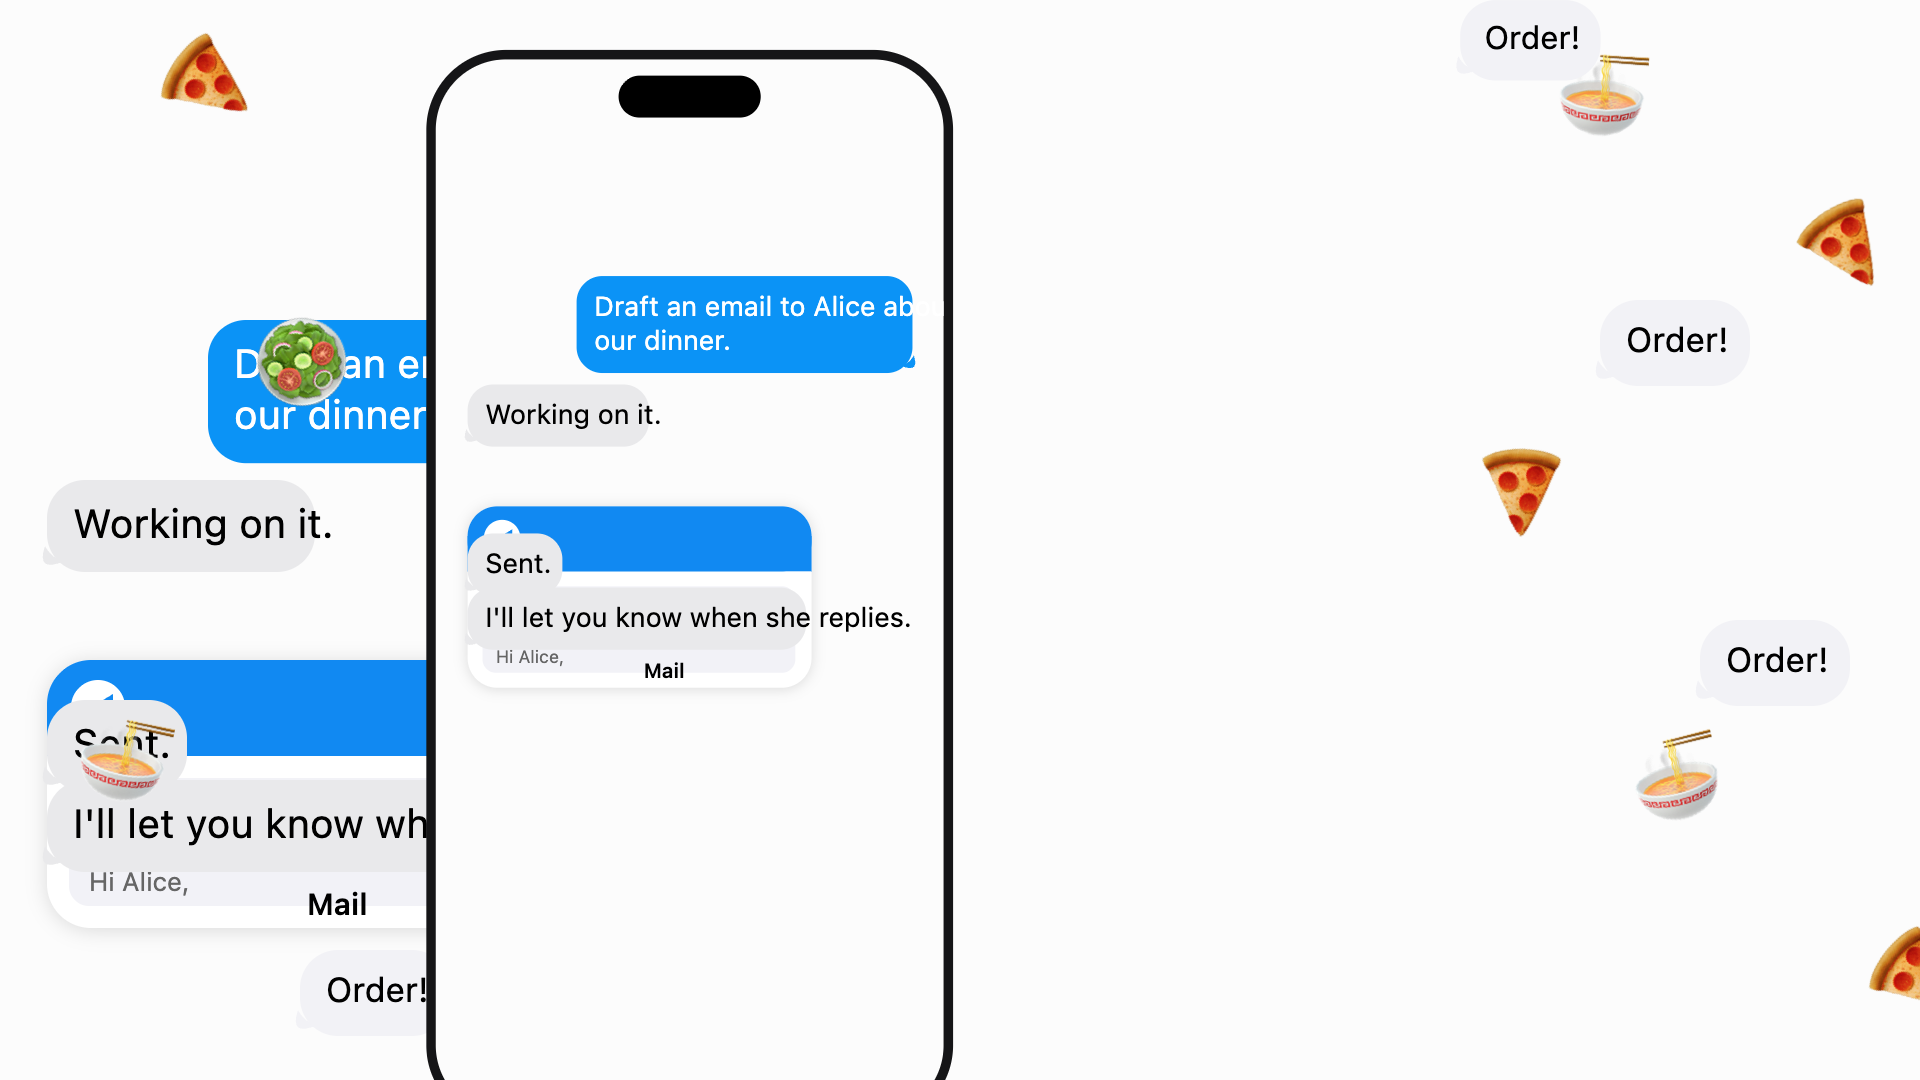 Order!
Draft an email to Alice abou
our dinner.
Working on it.
Sent.
I'll let you know when she replies.
Hi Alice,
Mail
an e
our dinner
Working on it.
Sent.
I'll let you know wh
Hi Alice,
Mail
Order!
Order!
Order!